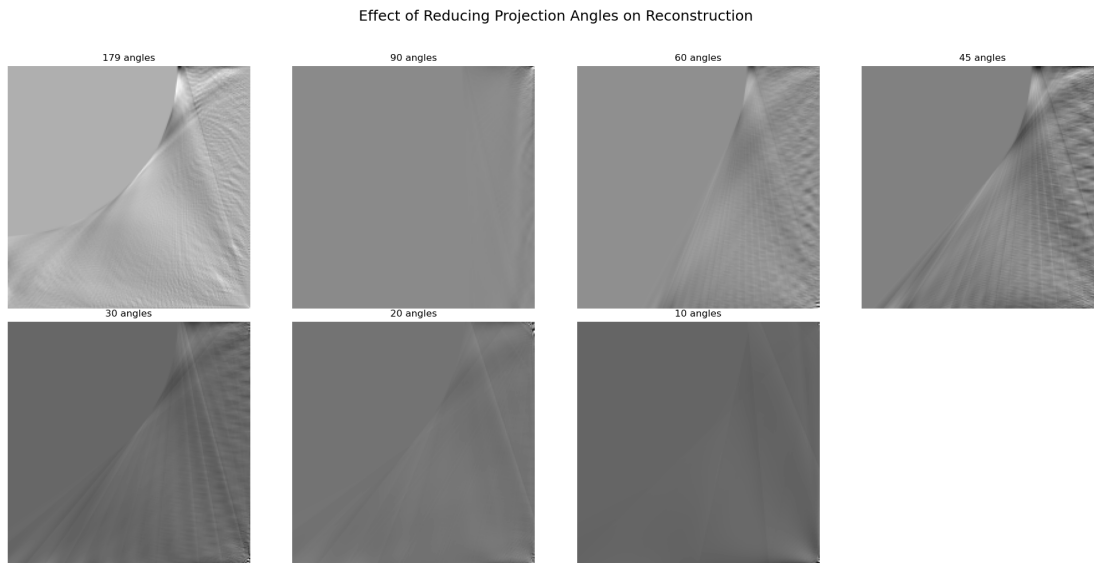 Effect of Reducing Projection Angles on Reconstruction
179 angles
90 angles
60 angles
45 angles
30 angles
20 angles
10 angles